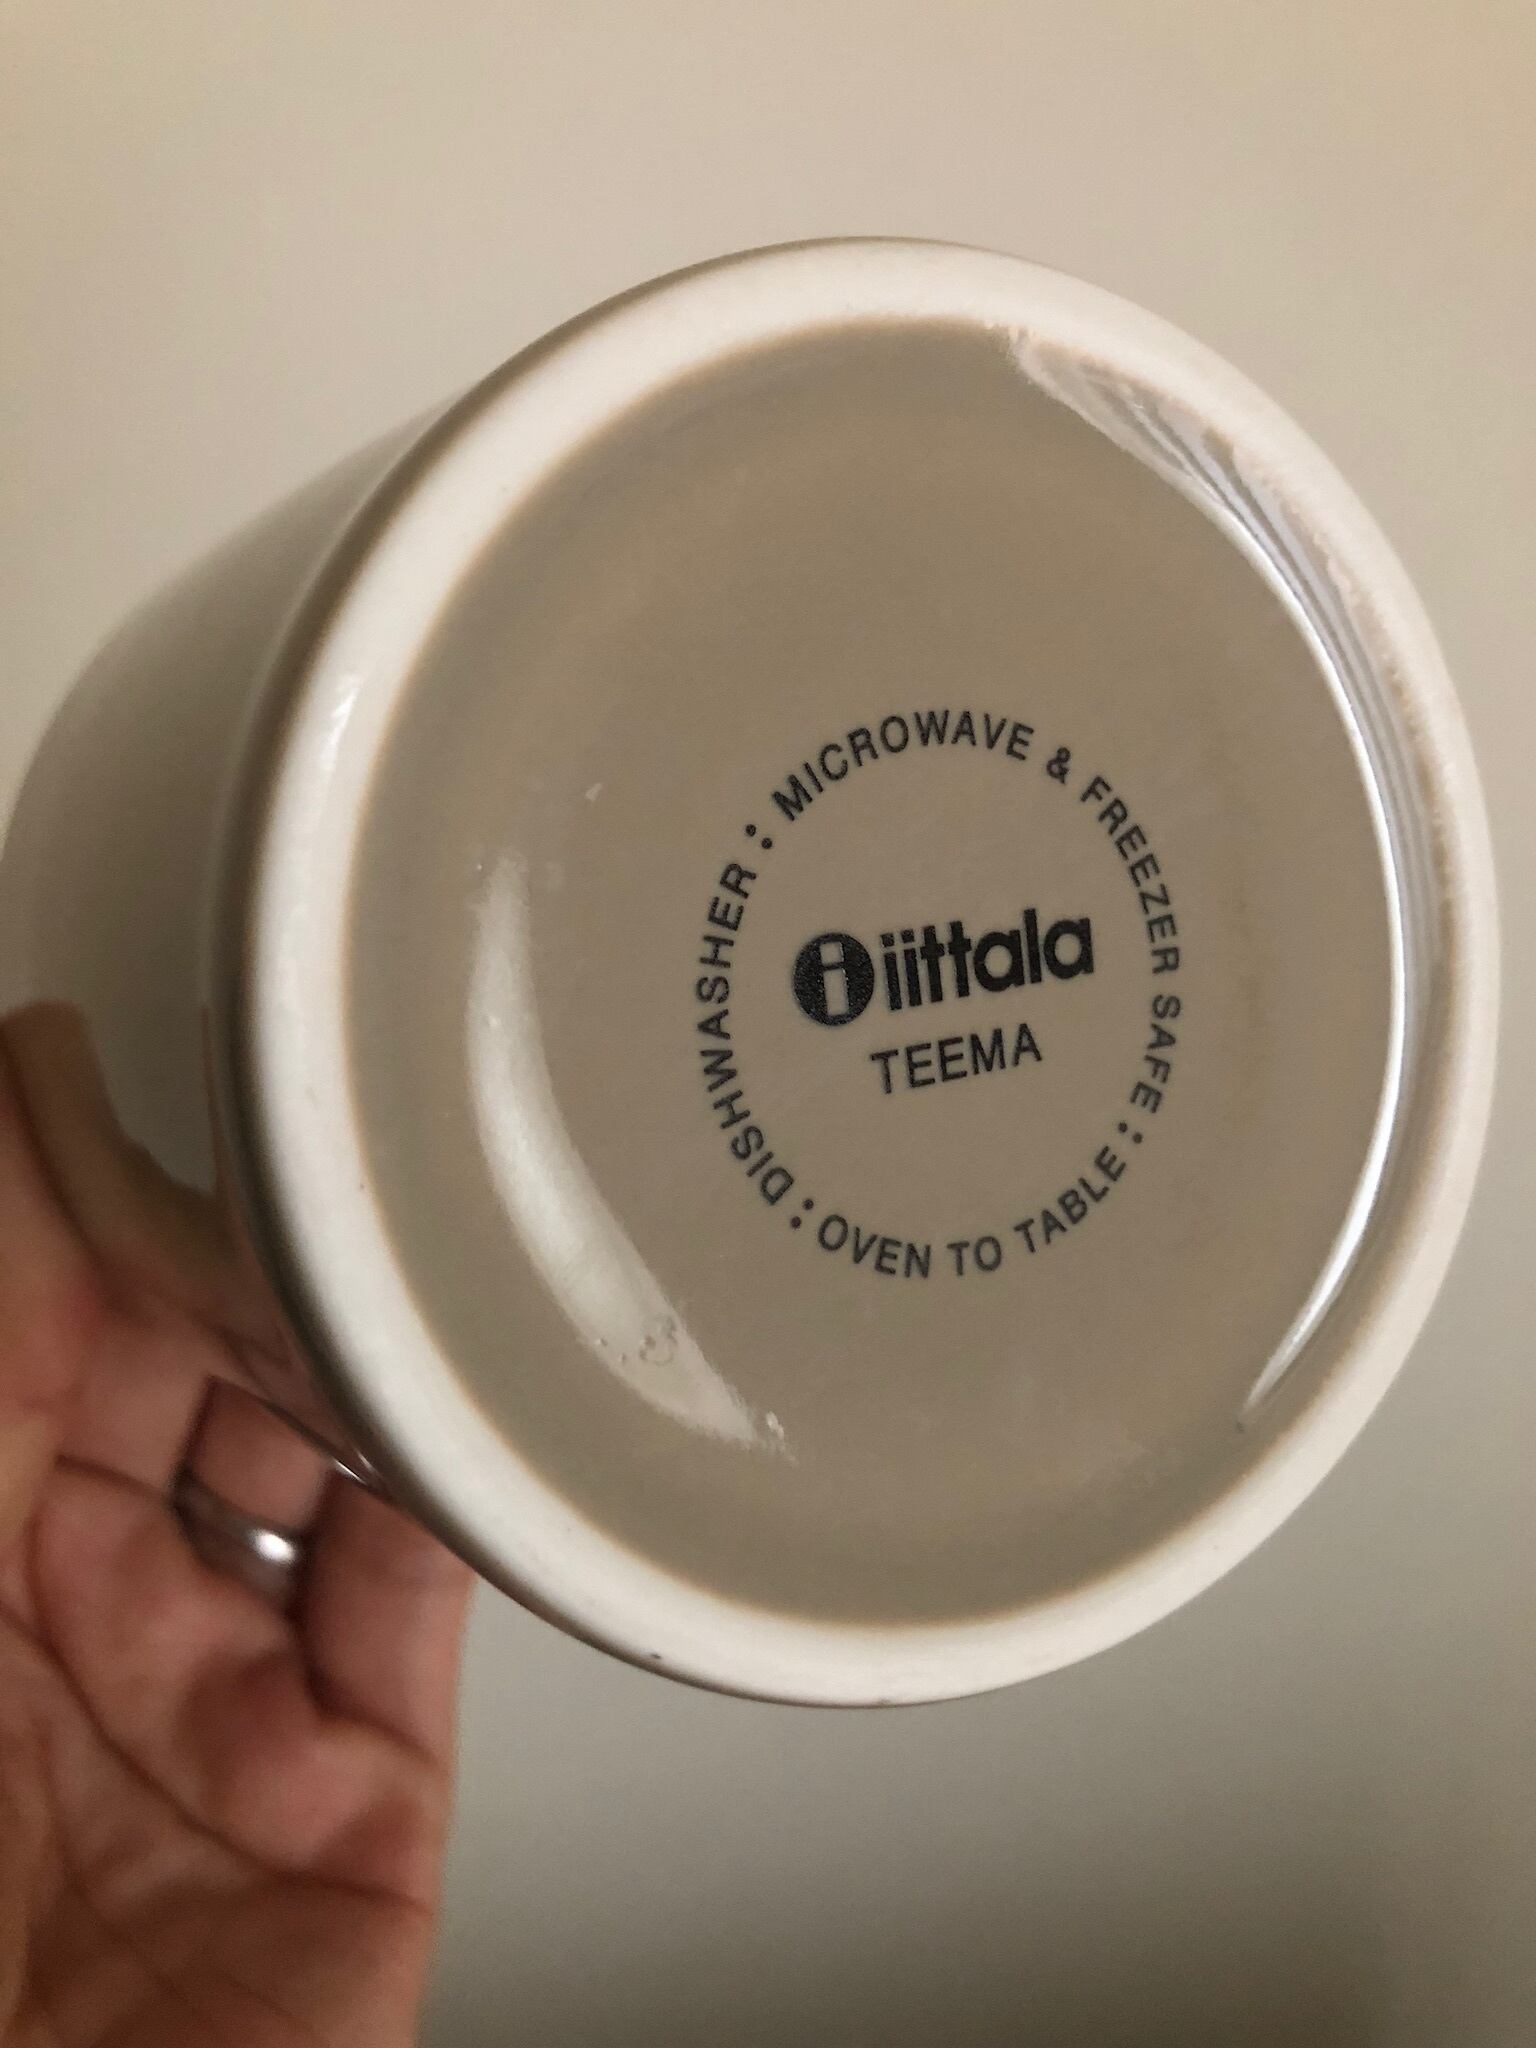 iittala
TEEMA
DISHWASHER : MICROWAVE & FREEZER SAFE : OVEN TO TABLE :